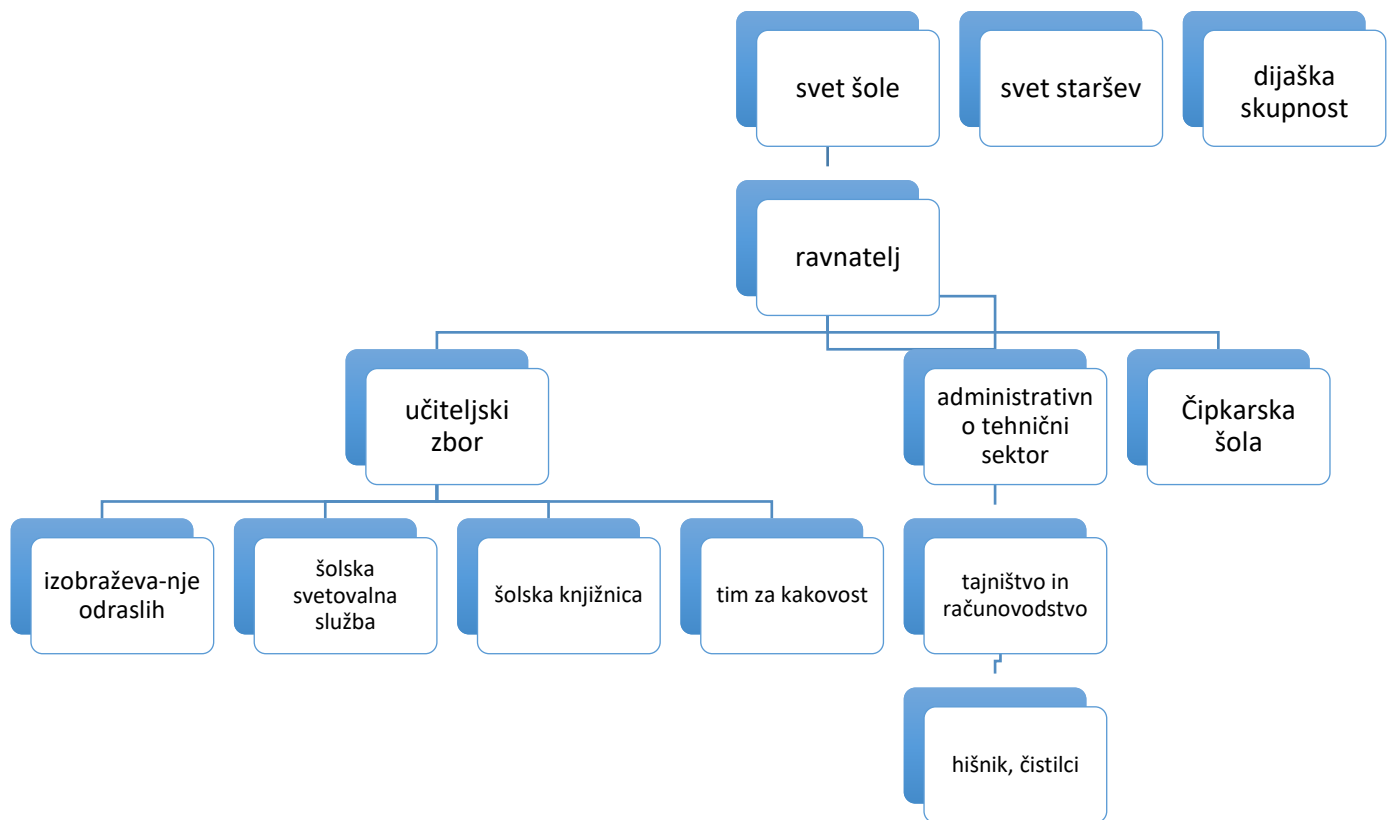 svet šole
svet staršev
dijaška
skupnost
ravnatelj
učiteljski
zbor
administrativn
o tehnični
sektor
Čipkarska
šola
izobraževa-nje
odraslih
šolska
svetovalna
služba
šolska knjižnica
tim za kakovost
tajništvo in
računovodstvo
hišnik, čistilci